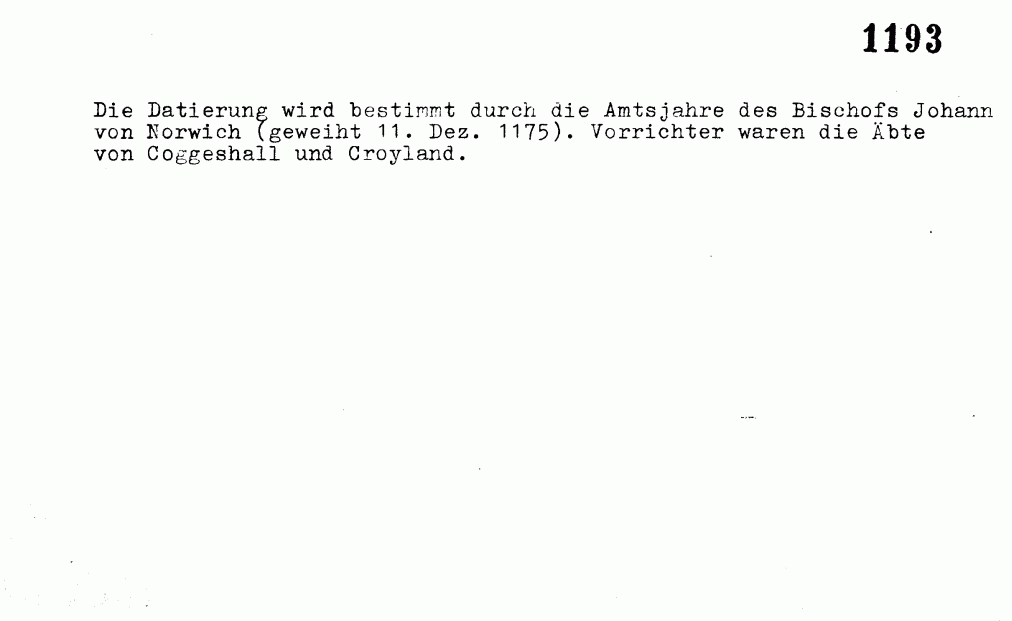 1193
Die Datierung wird bestimmt durch die Amtsjahre des Bischofs Johann
von Norwich (geweiht 11. Dez. 1175). Vorrichter waren die Äbte
von Coggeshall und Croyland.